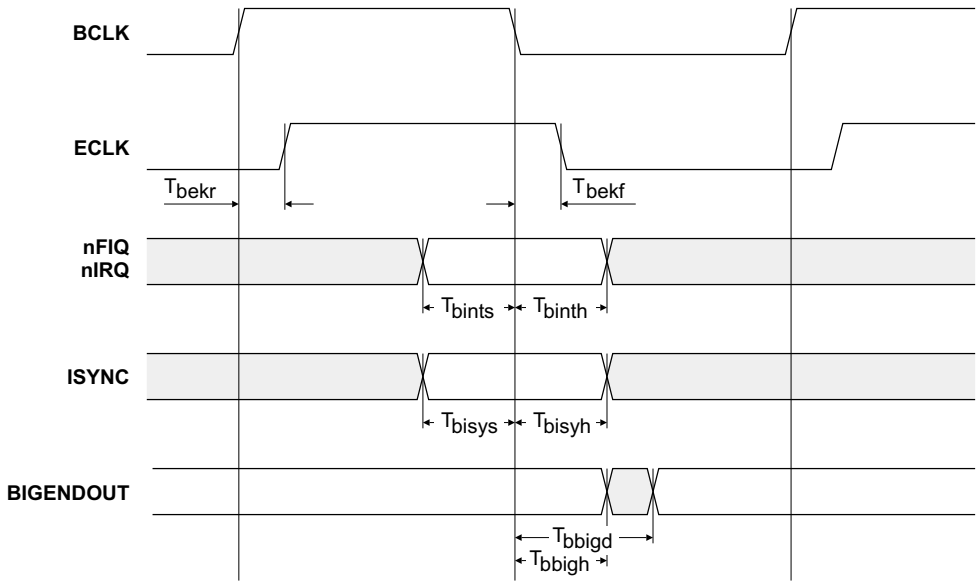 BCLK
ECLK
Tbekr
Tbekf
nFIQ
nIRQ
Tbints
Tbinth
ISYNC
Tbisys
Tbisyh
BIGENDOUT
Tbbigd
Tbbigh